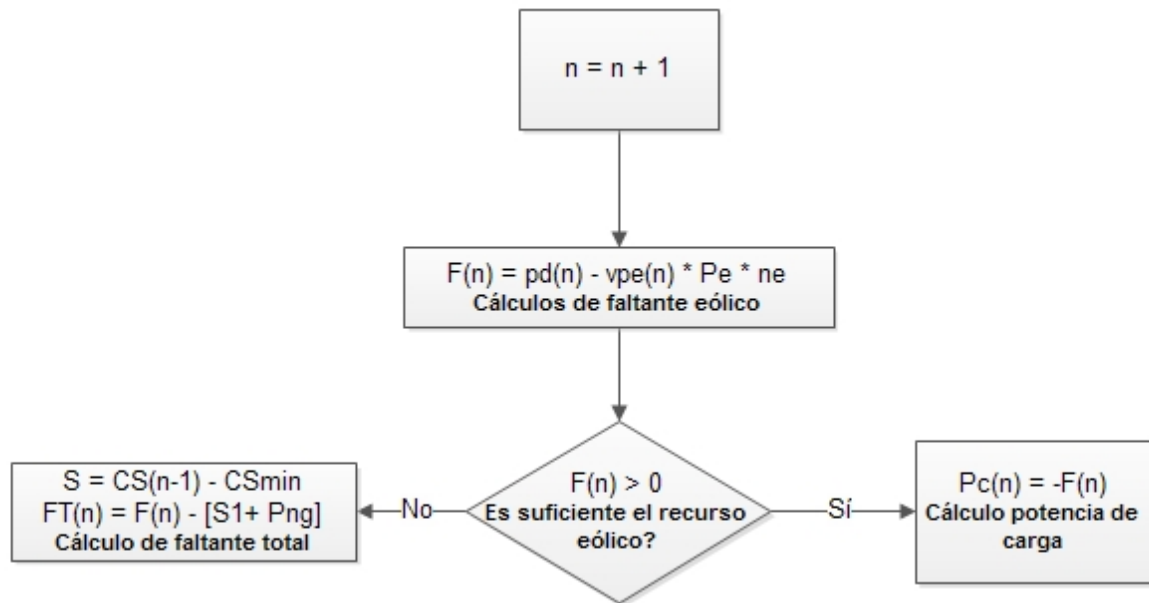 n = n + 1
F(n) = pd(n) - vpe(n) * Pe * ne
Cálculos de faltante eólico
S = CS(n-1) - CSmin
FT(n) = F(n) - [S1+ Png]
Cálculo de faltante total
No
F(n) > 0
Es suficiente el recurso
eólico?
Sí
Pc(n) = -F(n)
Cálculo potencia de
carga